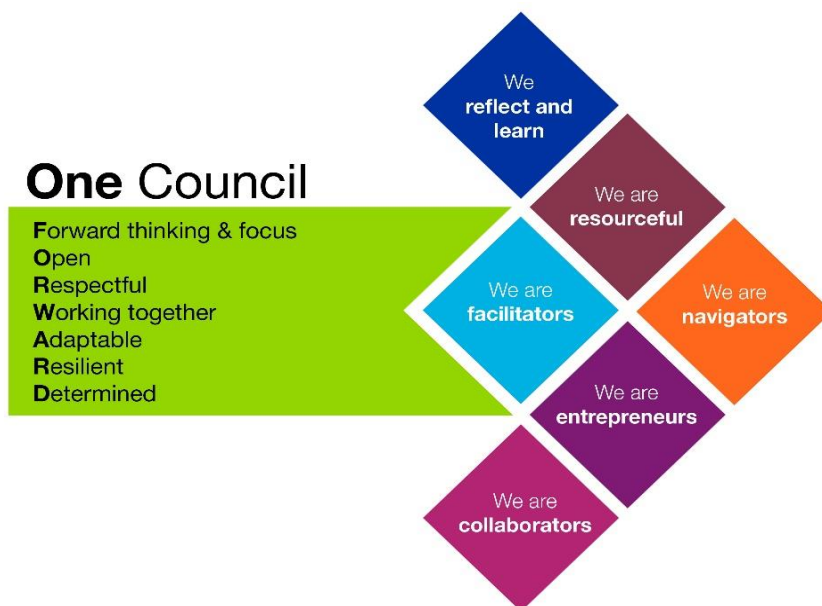 One Council
Forward thinking & focus
Open
Respectful
Working together
Adaptable
Resilient
Determined
We
reflect and
learn
We are
resourceful
We are
facilitators
We are
navigators
We are
entrepreneurs
We are
collaborators